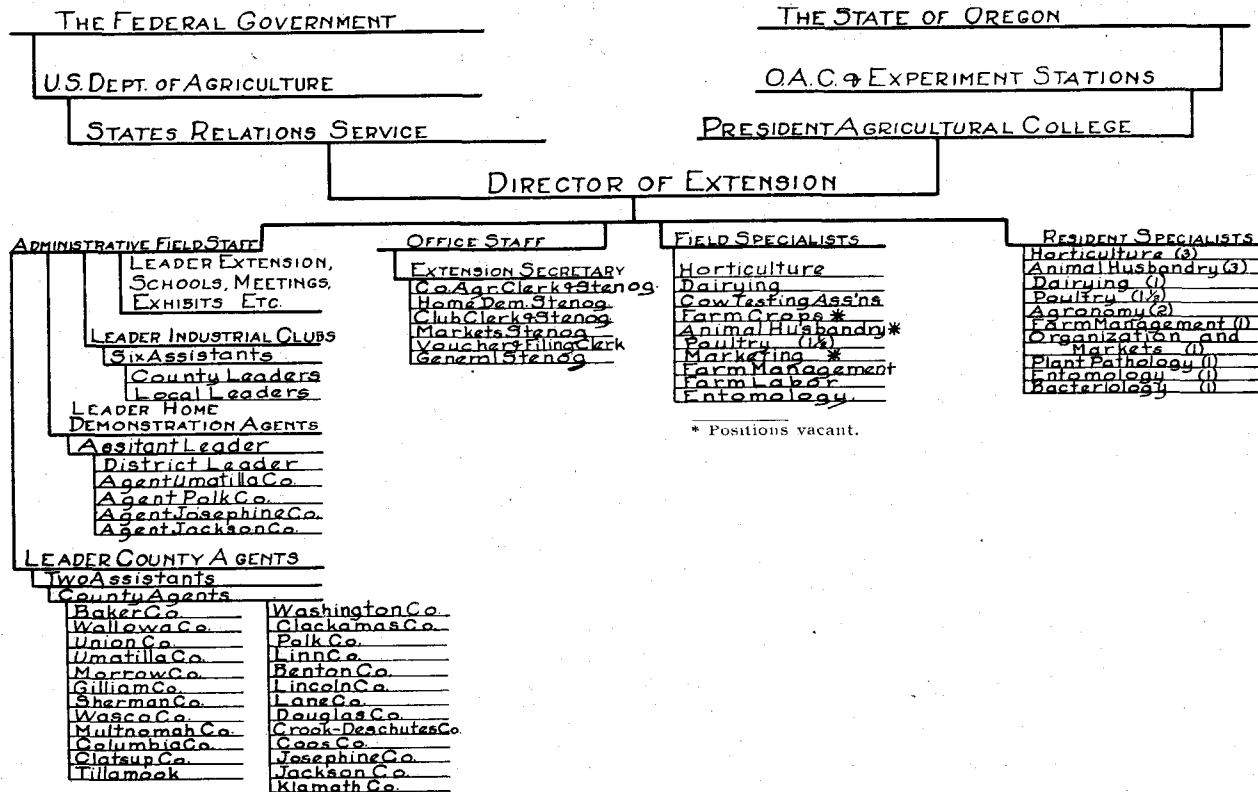 THE FEDERAL GOVERNMENT
U.S. DEPT. OF AGRICULTURE
STATES RELATIONS SERVICE
THE STATE OF OREGON
O.A.C. & EXPERIMENT STATIONS
PRESIDENT AGRICULTURAL COLLEGE
DIRECTOR OF EXTENSION
ADMINISTRATIVE FIELD STAFF
LEADER EXTENSION,
SCHOOLS, MEETINGS,
EXHIBITS ETC.
LEADER INDUSTRIAL CLUBS
Six Assistants
County Leaders
Local Leaders
LEADER HOME
DEMONSTRATION AGENTS
Assitant Leader
District Leader
Agent Umatilla Co.
Agent Polk Co.
Agent Josephine Co.
Agent Jackson Co.
LEADER COUNTY AGENTS
Two Assistants
County Agents
Baker Co.
Wallowa Co.
Union Co.
Umatilla Co.
Morrow Co.
Gilliam Co.
Sherman Co.
Wasco Co.
Multnomah Co.
Columbia Co.
Clatsup Co.
Tillamook
Washington Co.
Clackamas Co.
Polk Co.
Linn Co.
Benton Co.
Lincoln Co.
Lane Co.
Douglas Co.
Crook-Deschutes Co.
Coos Co.
Josephine Co.
Jackson Co.
Klamath Co.
OFFICE STAFF
EXTENSION SECRETARY
Co. Agr. Clerk & Stenog.
Home Dem. Stenog.
Club Clerk & Stenog.
Markets Stenog
Voucher & Filing Clerk
General Stenog
FIELD SPECIALISTS
Horticulture
Dairying
Cow Testing Ass'ns
Farm Crops *
Animal Husbandry *
Poultry (1/2)
Marketing *
Farm Management
Farm Labor
Entomology.
* Positions vacant.
RESIDENT SPECIALISTS
Horticulture (3)
Animal Husbandry (3)
Dairying (1)
Poultry (1 1/2)
Agronomy (2)
Farm Management (1)
Organization and
Markets (1)
Plant Pathology (1)
Entomology (1)
Bacteriology (1)